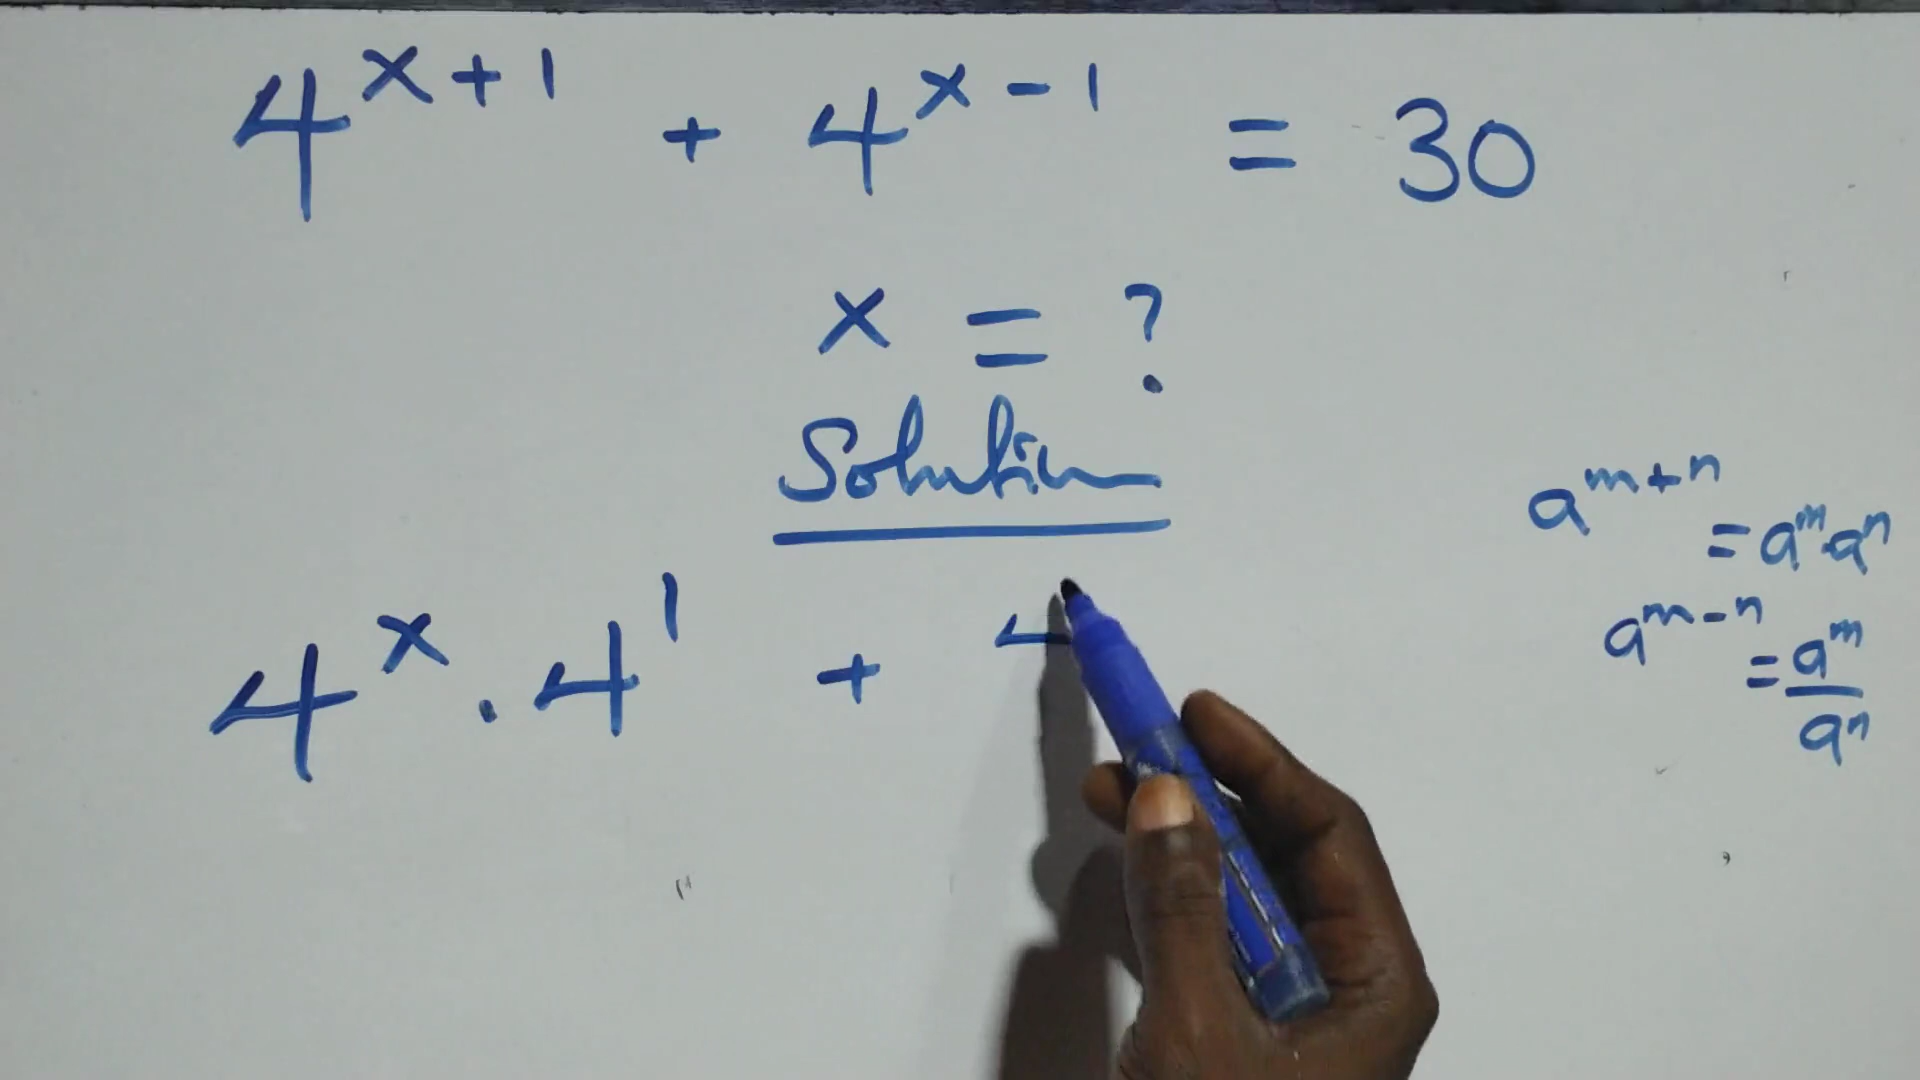 4^{x+1} + 4^{x-1} = 30
x = ?
Solution
a^{m+n}
= a^m . a^n
4^x . 4^1 +
a^{m-n}
= a^m / a^n